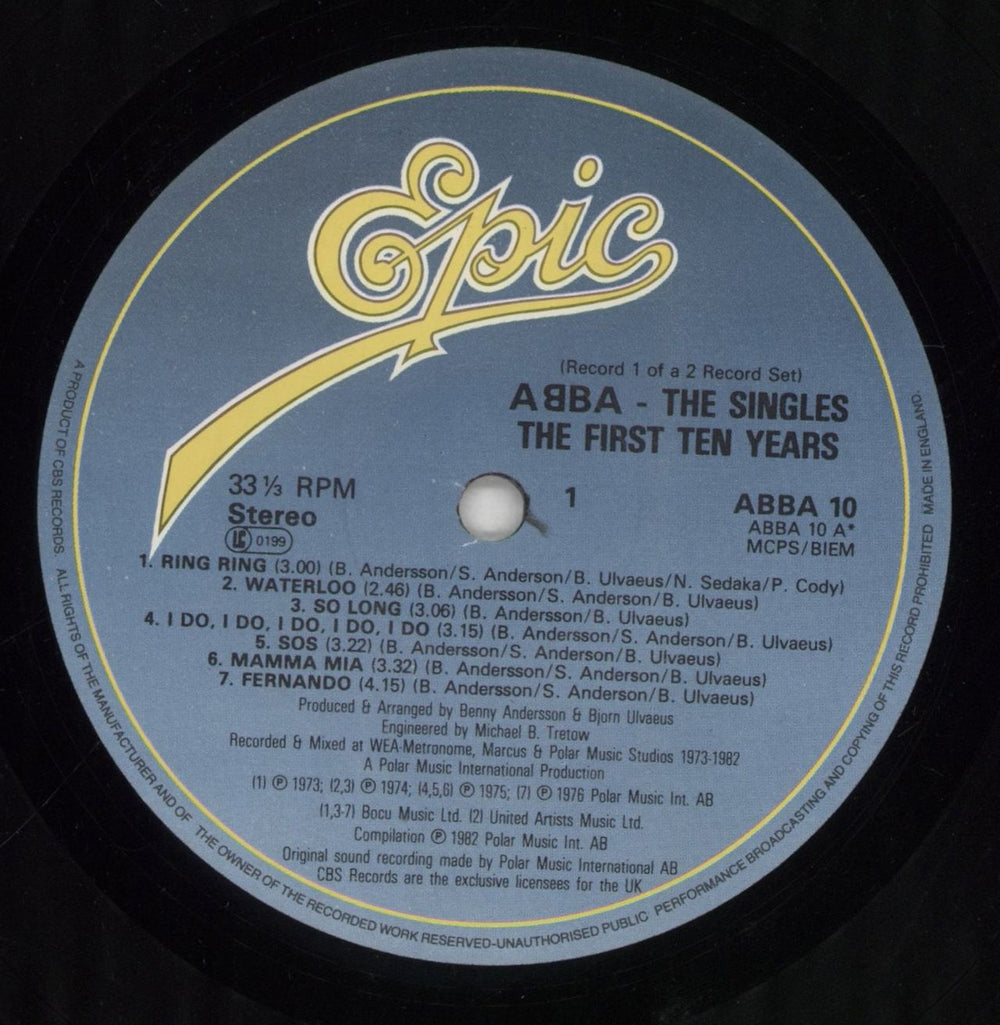 Epic
(Record 1 of a 2 Record Set)
ABBA - THE SINGLES
THE FIRST TEN YEARS
33 ⅓ RPM
Stereo
LC 0199
1
ABBA 10
ABBA 10 A*
MCPS/BIEM
1. RING RING (3.00) (B. Andersson/S. Anderson/B. Ulvaeus/N. Sedaka/P. Cody)
2. WATERLOO (2.46) (B. Andersson/S. Anderson/B. Ulvaeus)
3. SO LONG (3.06) (B. Andersson/B. Ulvaeus)
4. I DO, I DO, I DO, I DO, I DO (3.15) (B. Andersson/S. Anderson/B. Ulvaeus)
5. SOS (3.22) (B. Andersson/S. Anderson/B. Ulvaeus)
6. MAMMA MIA (3.32) (B. Andersson/S. Anderson/B. Ulvaeus)
7. FERNANDO (4.15) (B. Andersson/S. Anderson/B. Ulvaeus)
Produced & Arranged by Benny Andersson & Bjorn Ulvaeus
Engineered by Michael B. Tretow
Recorded & Mixed at WEA-Metronome, Marcus & Polar Music Studios 1973-1982
A Polar Music International Production
(1) ℗ 1973; (2,3) ℗ 1974; (4,5,6) ℗ 1975; (7) ℗ 1976 Polar Music Int. AB
(1,3-7) Bocu Music Ltd. (2) United Artists Music Ltd.
Compilation ℗ 1982 Polar Music Int. AB
Original sound recording made by Polar Music International AB
CBS Records are the exclusive licensees for the UK
A PRODUCT OF CBS RECORDS. ALL RIGHTS OF THE MANUFACTURER AND OF THE OWNER OF THE RECORDED WORK RESERVED-UNAUTHORISED PUBLIC PERFORMANCE BROADCASTING AND COPYING OF THIS RECORD PROHIBITED MADE IN ENGLAND.